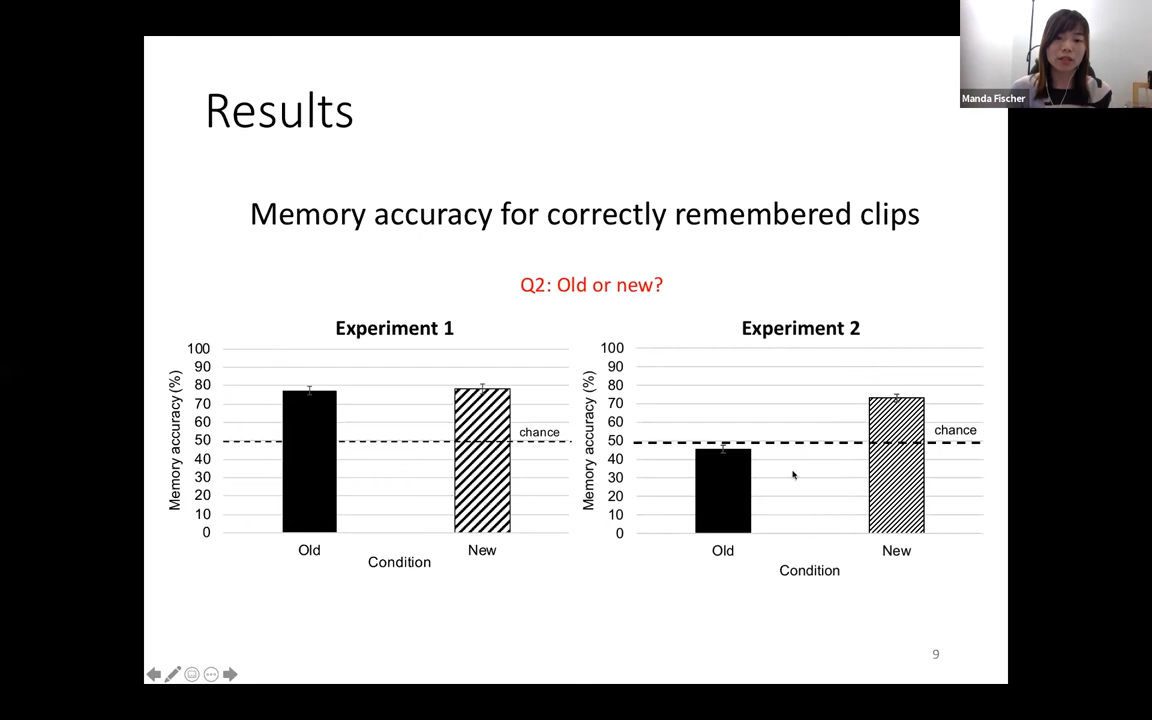 Manda Fischer
Results
Memory accuracy for correctly remembered clips
Q2: Old or new?
Experiment 1
Memory accuracy (%)
100
90
80
70
60
50
40
30
20
10
0
chance
Old
New
Condition
Experiment 2
Memory accuracy (%)
100
90
80
70
60
50
40
30
20
10
0
chance
Old
New
Condition
9